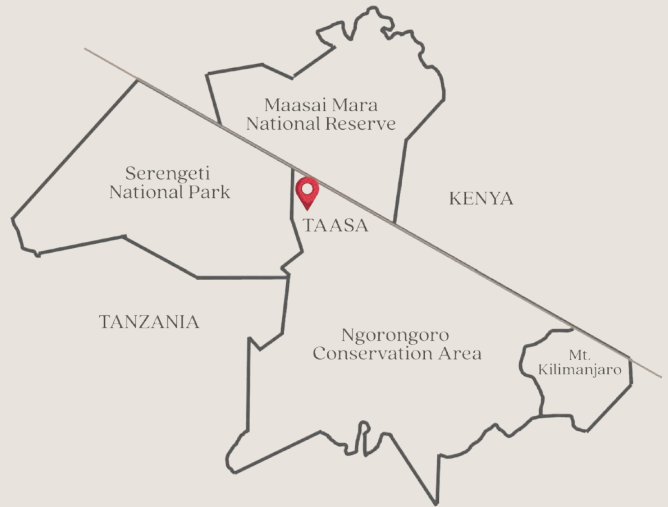 Maasai Mara
National Reserve
Serengeti
National Park
KENYA
TAASA
TANZANIA
Ngorongoro
Conservation Area
Mt.
Kilimanjaro